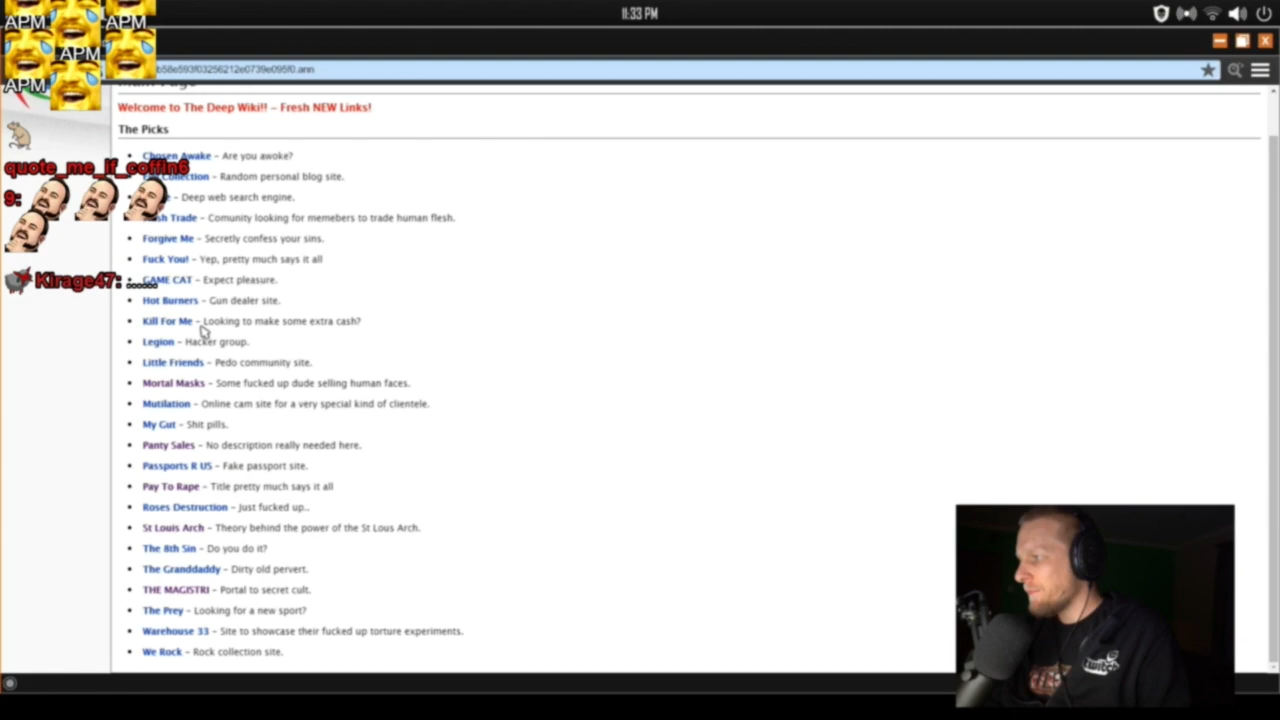 11:33 PM
APM
APM
APM
APM
b58e593f03256212e0739e095f0.ann
Welcome to The Deep Wiki!! – Fresh NEW Links!
The Picks
Chosen Awake – Are you awoke?
Collection – Random personal blog site.
– Deep web search engine.
Trade – Comunity looking for memebers to trade human flesh.
Forgive Me – Secretly confess your sins.
Fuck You! – Yep, pretty much says it all
GAME CAT – Expect pleasure.
Hot Burners – Gun dealer site.
Kill For Me – Looking to make some extra cash?
Legion – Hacker group.
Little Friends – Pedo community site.
Mortal Masks – Some fucked up dude selling human faces.
Mutilation – Online cam site for a very special kind of clientele.
My Gut – Shit pills.
Panty Sales – No description really needed here.
Passports R US – Fake passport site.
Pay To Rape – Title pretty much says it all
Roses Destruction – Just fucked up..
St Louis Arch – Theory behind the power of the St Lous Arch.
The 8th Sin – Do you do it?
The Granddaddy – Dirty old pervert.
THE MAGISTRI – Portal to secret cult.
The Prey – Looking for a new sport?
Warehouse 33 – Site to showcase their fucked up torture experiments.
We Rock – Rock collection site.
quote_me_if_coffin6
9:
Kirage47: ......
twitch